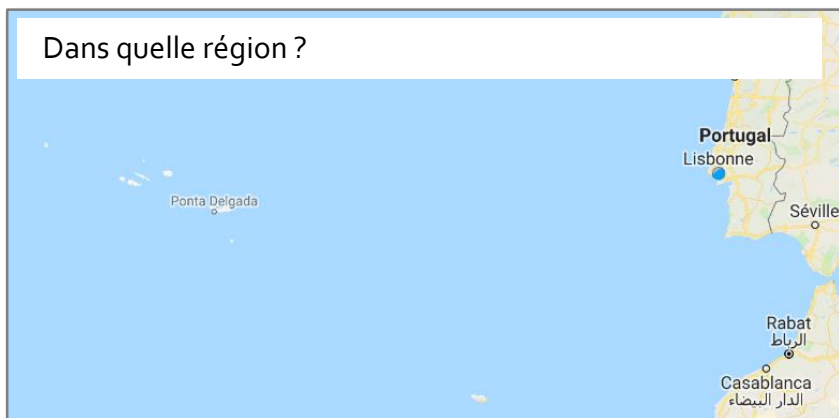 Dans quelle région ?
Portugal
Lisbonne
Ponta Delgada
Séville
Rabat
الرباط
Casablanca
الدار البيضاء